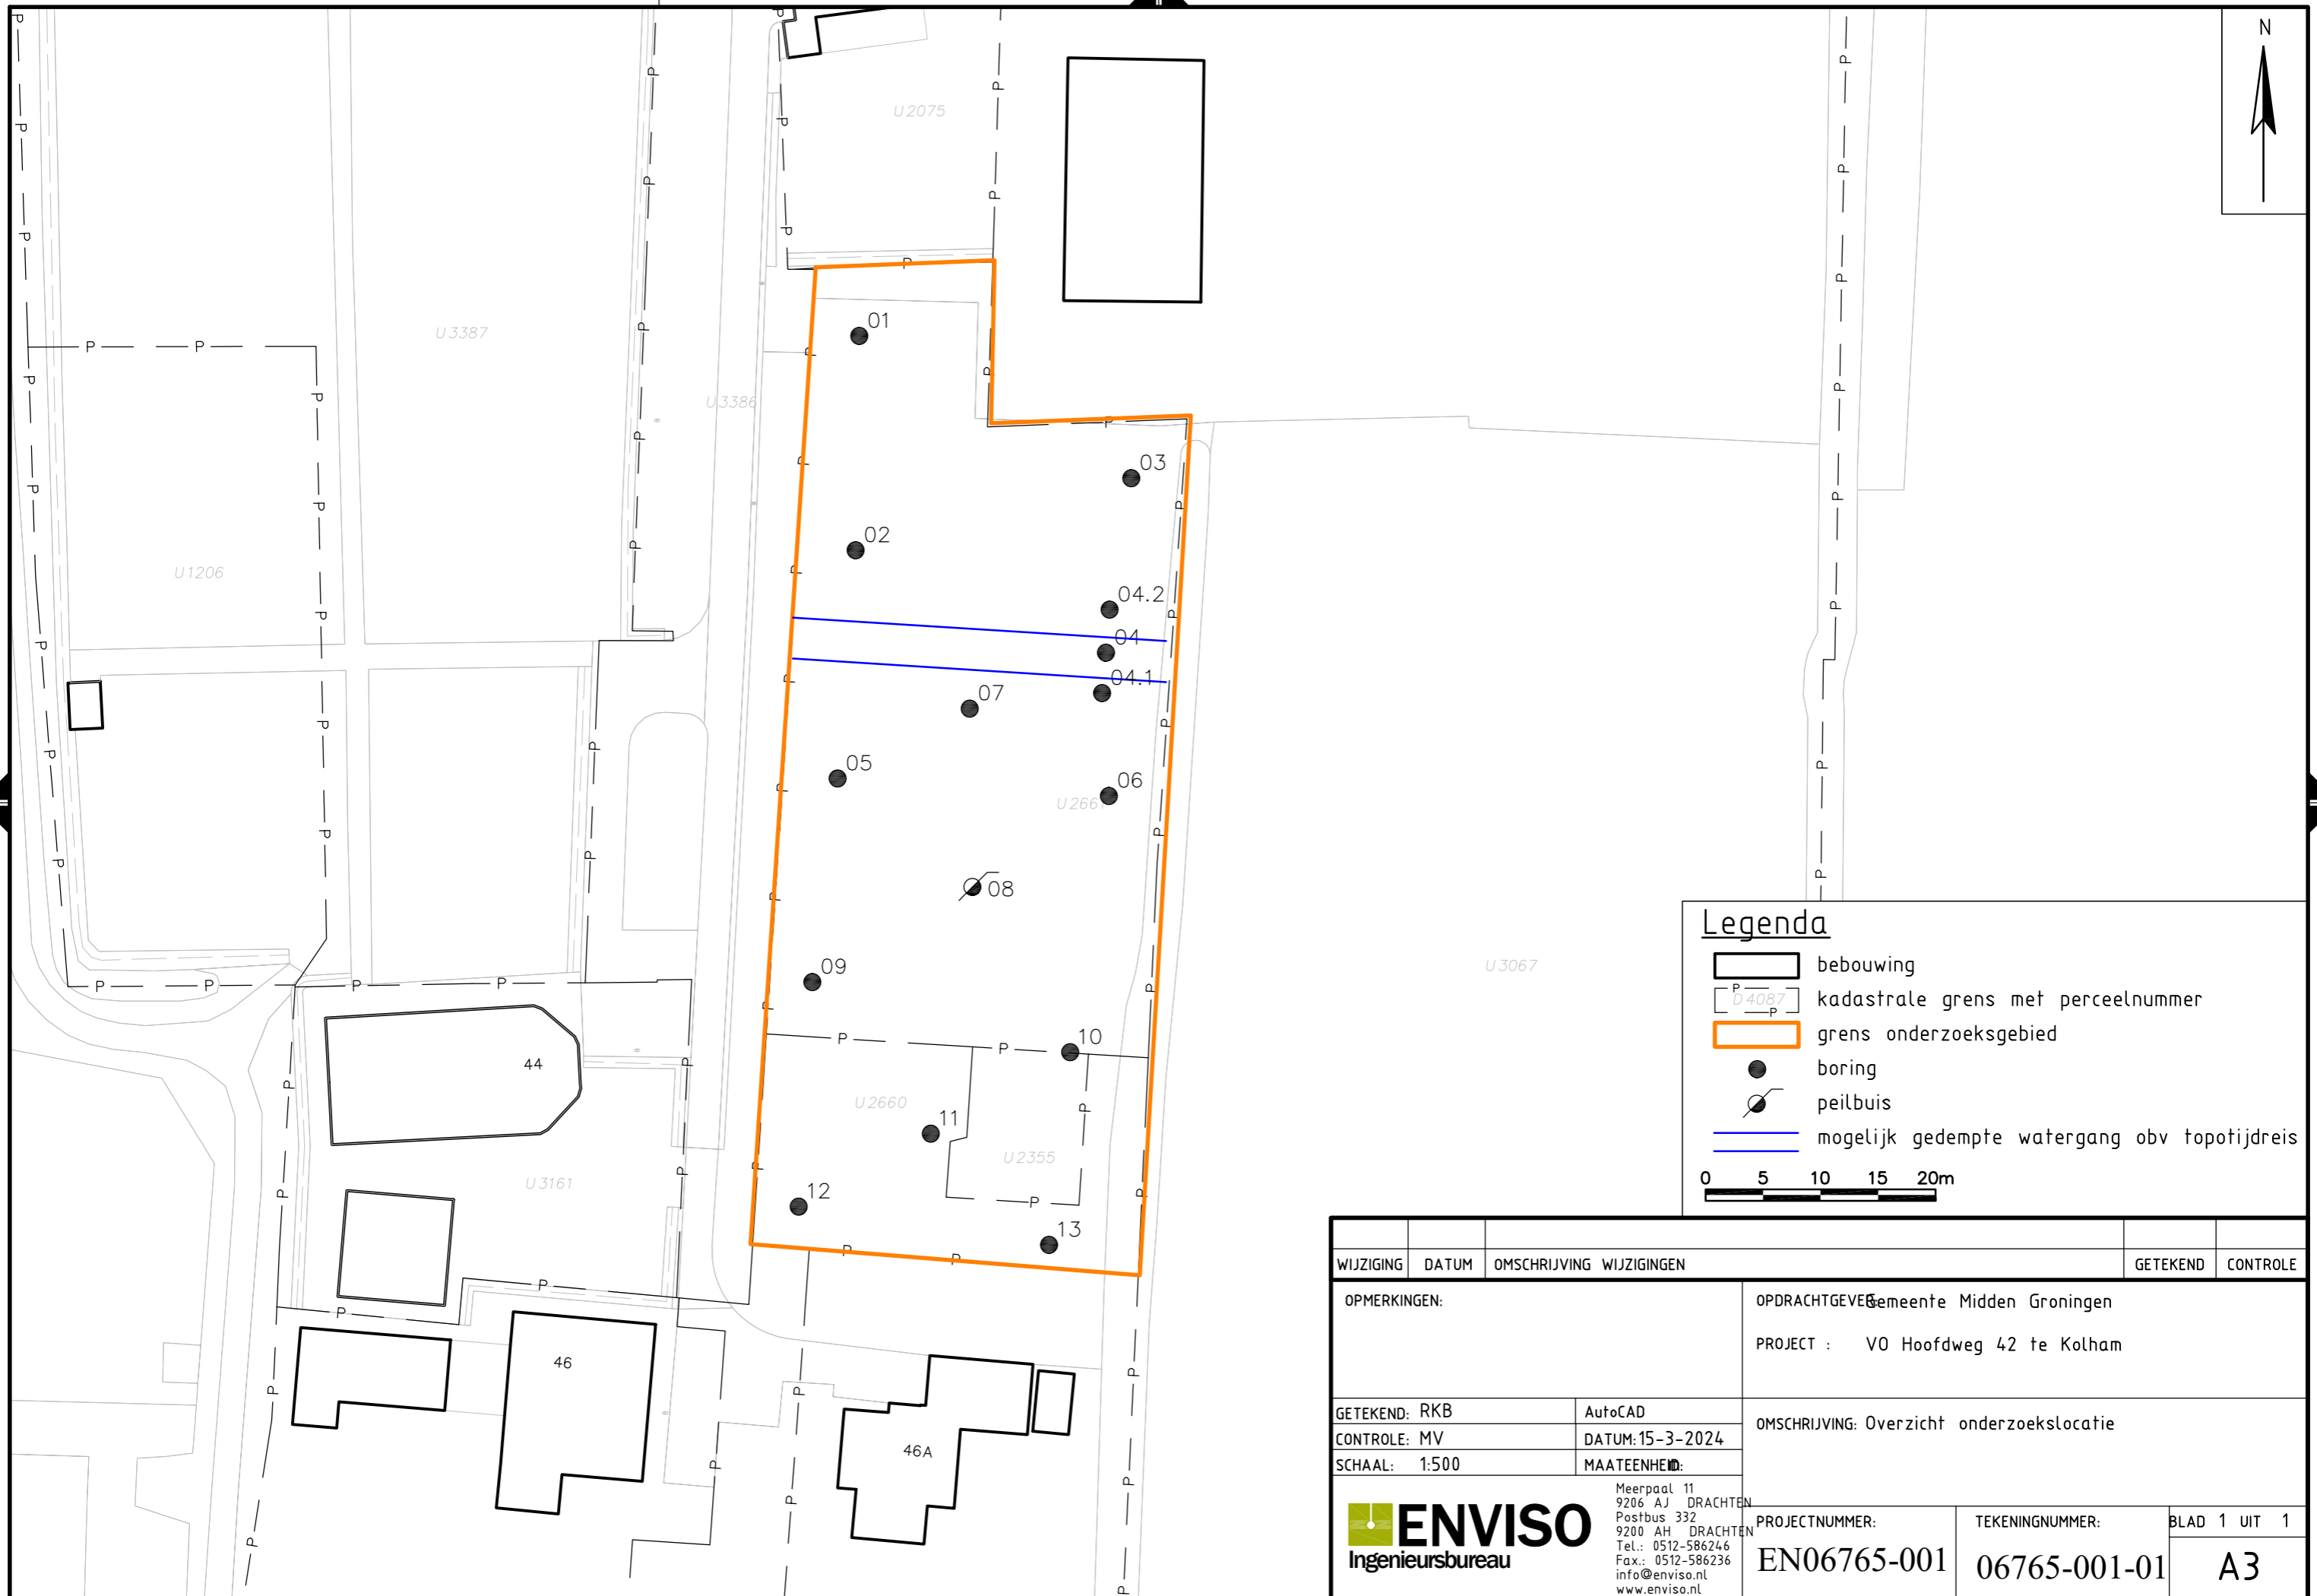 N
U2075
U3387
01
U3386
03
02
U1206
04.2
04
04.1
07
05
06
U2667
08
09
U3067
10
44
U2660
11
U2355
U3161
12
13
46
46A
Legenda
bebouwing
P D4087 P kadastrale grens met perceelnummer
grens onderzoeksgebied
boring
peilbuis
mogelijk gedempte watergang obv topotijdreis
0 5 10 15 20m
WIJZIGING DATUM OMSCHRIJVING WIJZIGINGEN GETEKEND CONTROLE
OPMERKINGEN:
OPDRACHTGEVER: Gemeente Midden Groningen
PROJECT : VO Hoofdweg 42 te Kolham
GETEKEND: RKB AutoCAD
CONTROLE: MV DATUM: 15-3-2024
SCHAAL: 1:500 MAATEENHEID:
OMSCHRIJVING: Overzicht onderzoekslocatie
ENVISO
Ingenieursbureau
Meerpaal 11
9206 AJ DRACHTEN
Postbus 332
9200 AH DRACHTEN
Tel.: 0512-586246
Fax.: 0512-586236
info@enviso.nl
www.enviso.nl
PROJECTNUMMER:
EN06765-001
TEKENINGNUMMER:
06765-001-01
BLAD 1 UIT 1
A3